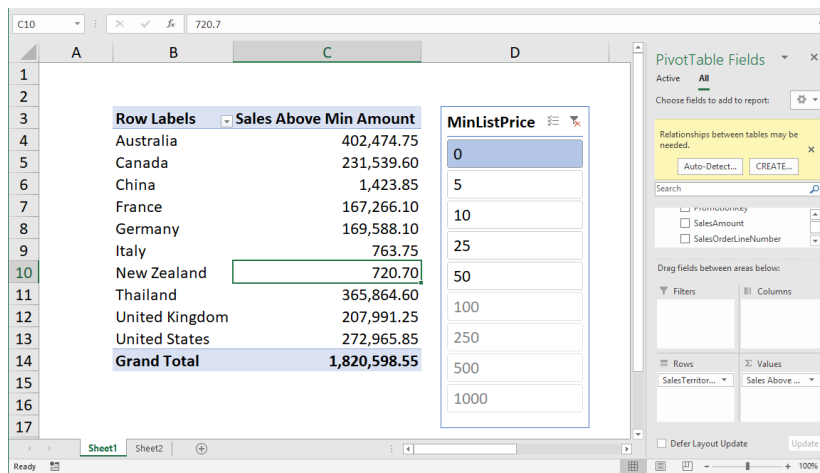 C10 fx 720.7
A B C D
1
2
3 Row Labels Sales Above Min Amount
4 Australia 402,474.75
5 Canada 231,539.60
6 China 1,423.85
7 France 167,266.10
8 Germany 169,588.10
9 Italy 763.75
10 New Zealand 720.70
11 Thailand 365,864.60
12 United Kingdom 207,991.25
13 United States 272,965.85
14 Grand Total 1,820,598.55
15
16
17
MinListPrice
0
5
10
25
50
100
250
500
1000
PivotTable Fields
Active All
Choose fields to add to report:
Relationships between tables may be
needed.
Auto-Detect... CREATE...
Search
PromotionKey
SalesAmount
SalesOrderLineNumber
Drag fields between areas below:
Filters Columns
Rows Σ Values
SalesTerritor... Sales Above ...
Defer Layout Update Update
Sheet1 Sheet2
Ready 100%